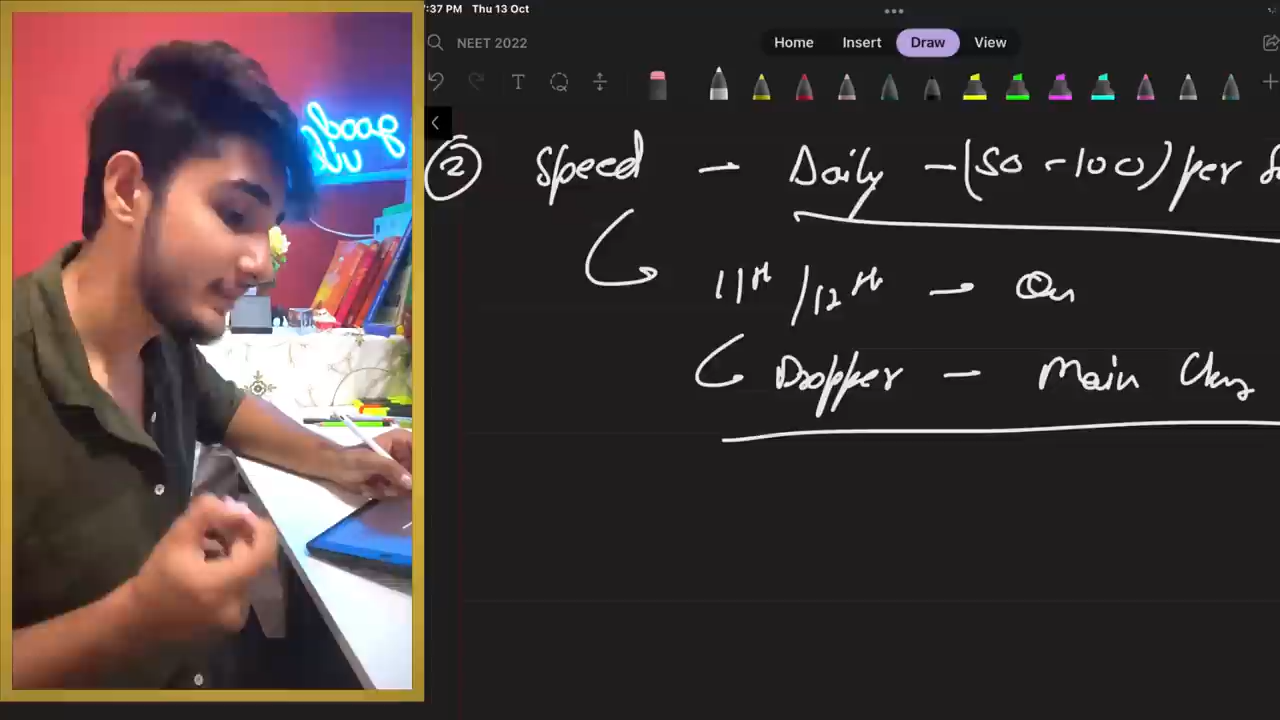 :37 PM Thu 13 Oct
NEET 2022
Home Insert Draw View
T
good
② Speed - Daily - (50 - 100) / per
11th / 12th → On
Dropper - Main